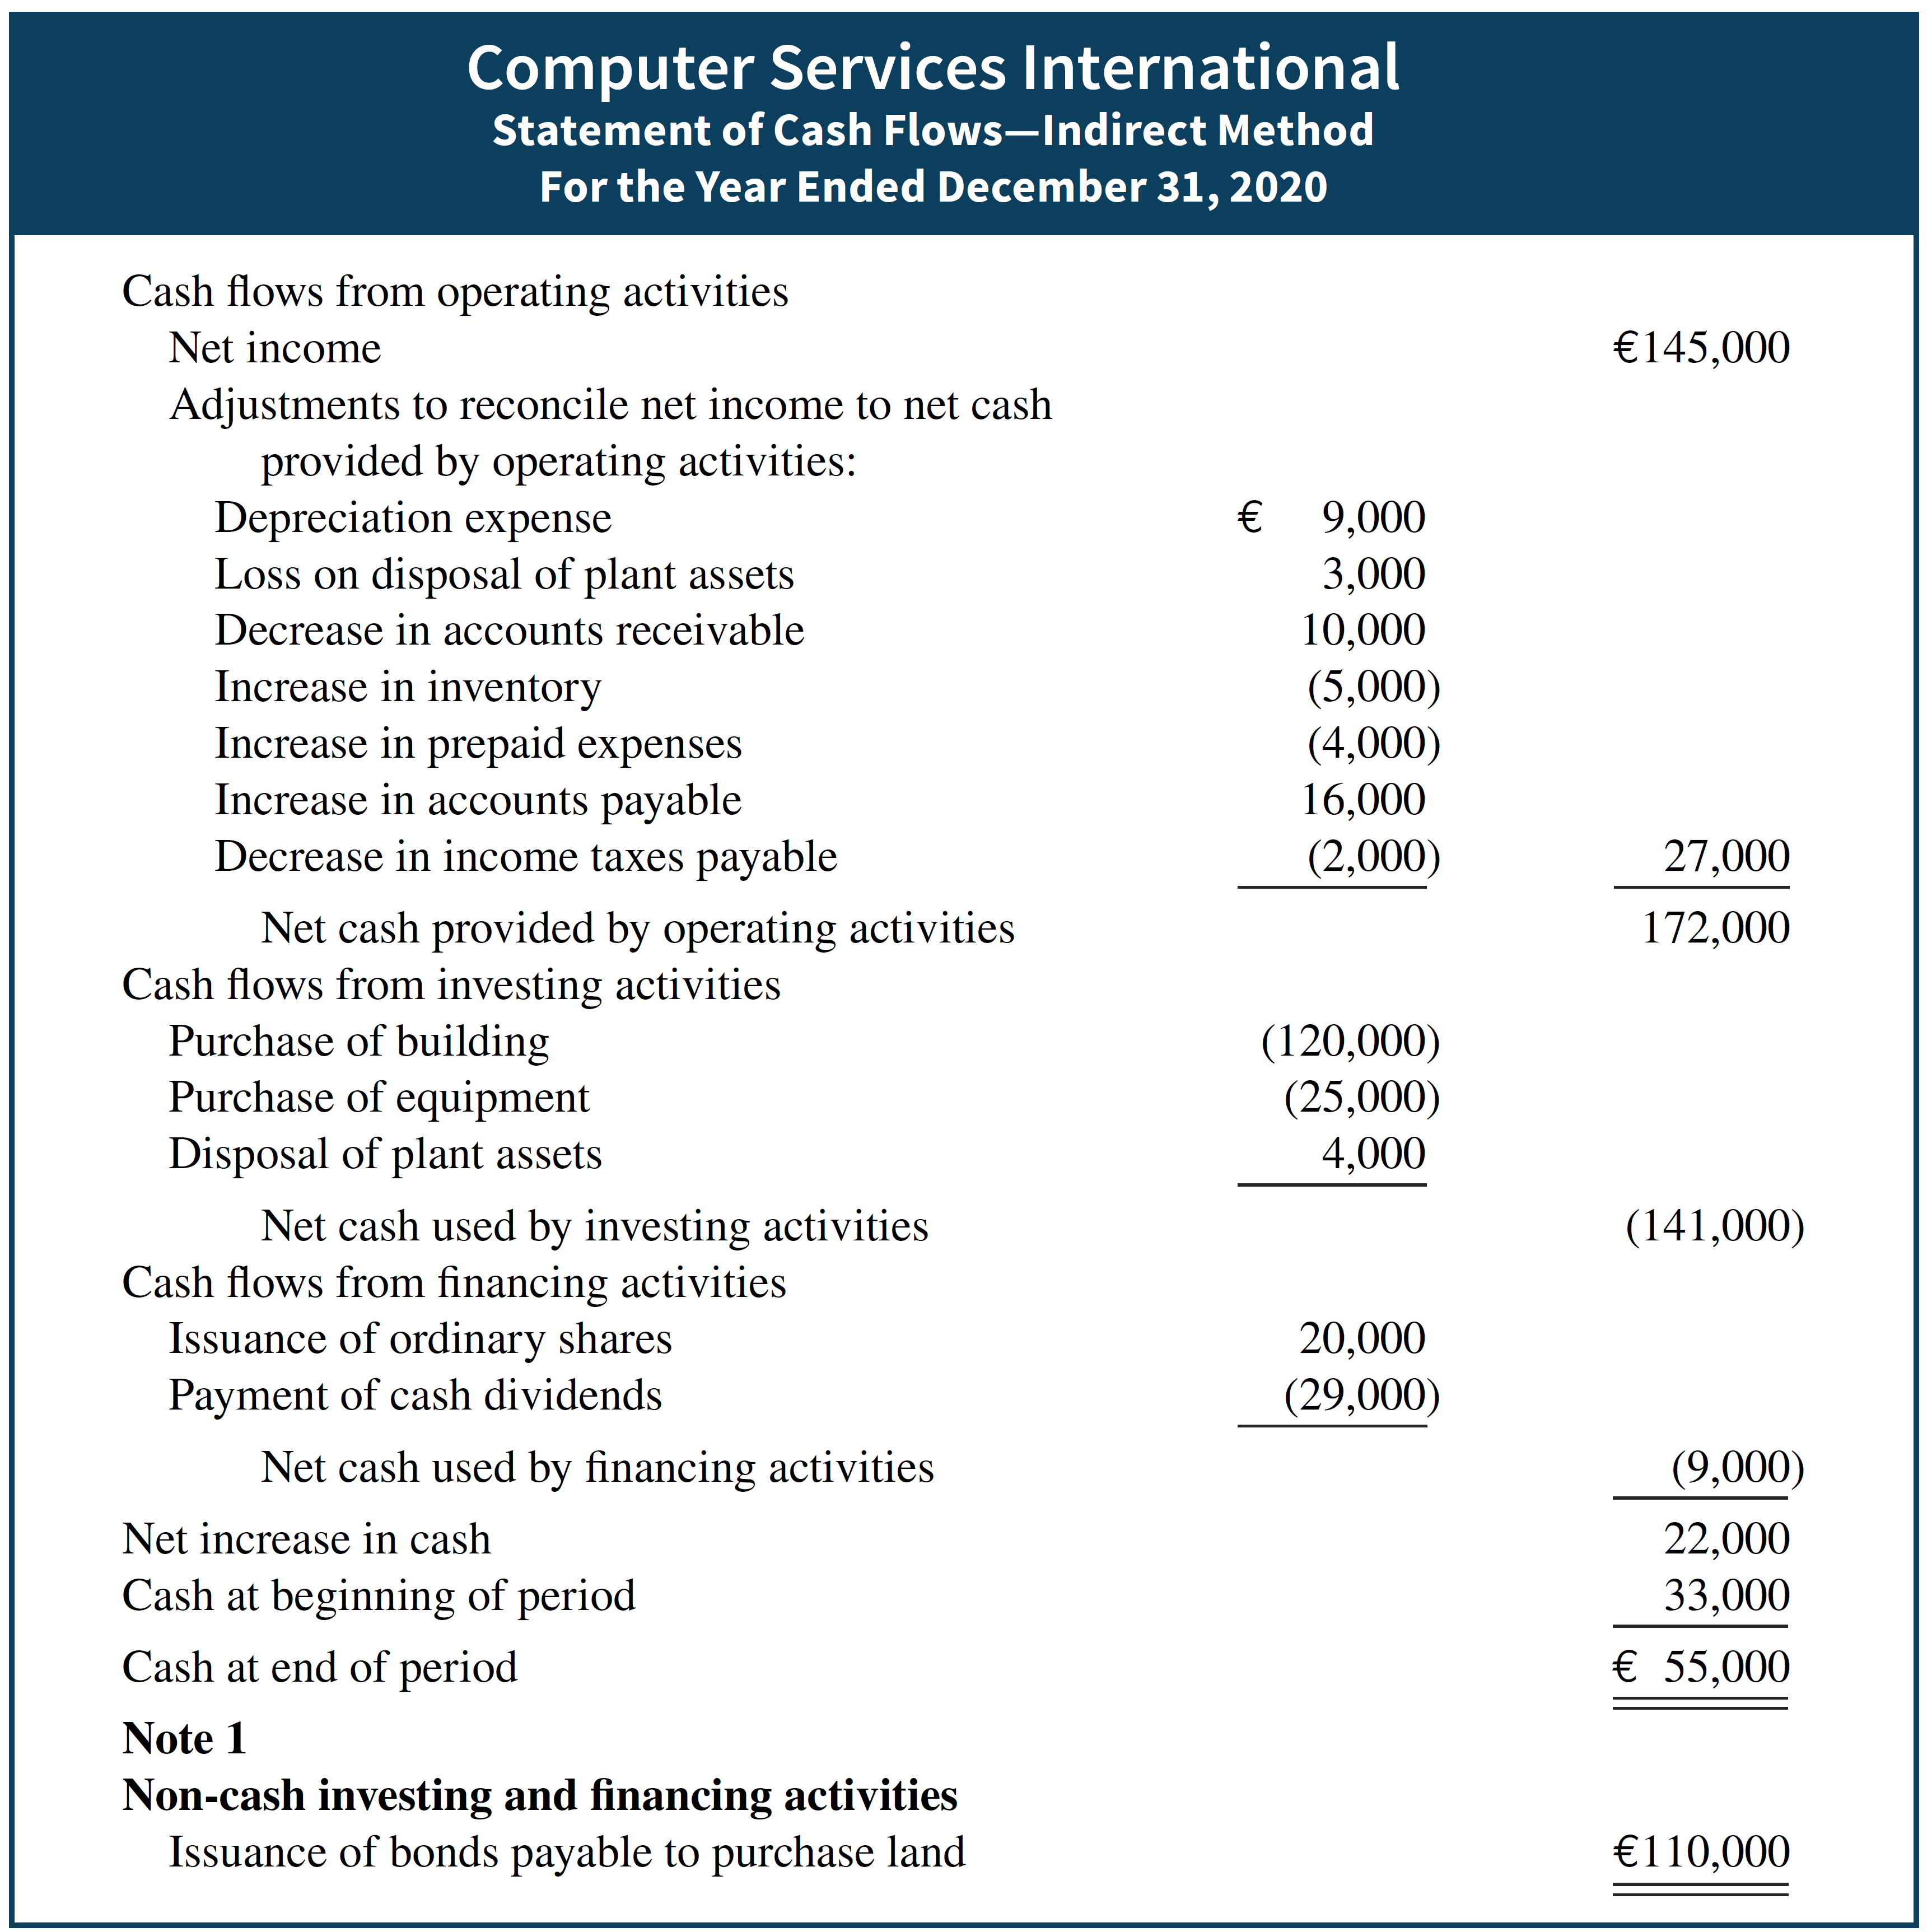 Computer Services International
Statement of Cash Flows—Indirect Method
For the Year Ended December 31, 2020
Cash flows from operating activities
Net income €145,000
Adjustments to reconcile net income to net cash
provided by operating activities:
Depreciation expense € 9,000
Loss on disposal of plant assets 3,000
Decrease in accounts receivable 10,000
Increase in inventory (5,000)
Increase in prepaid expenses (4,000)
Increase in accounts payable 16,000
Decrease in income taxes payable (2,000) 27,000
Net cash provided by operating activities 172,000
Cash flows from investing activities
Purchase of building (120,000)
Purchase of equipment (25,000)
Disposal of plant assets 4,000
Net cash used by investing activities (141,000)
Cash flows from financing activities
Issuance of ordinary shares 20,000
Payment of cash dividends (29,000)
Net cash used by financing activities (9,000)
Net increase in cash 22,000
Cash at beginning of period 33,000
Cash at end of period € 55,000
Note 1
Non-cash investing and financing activities
Issuance of bonds payable to purchase land €110,000